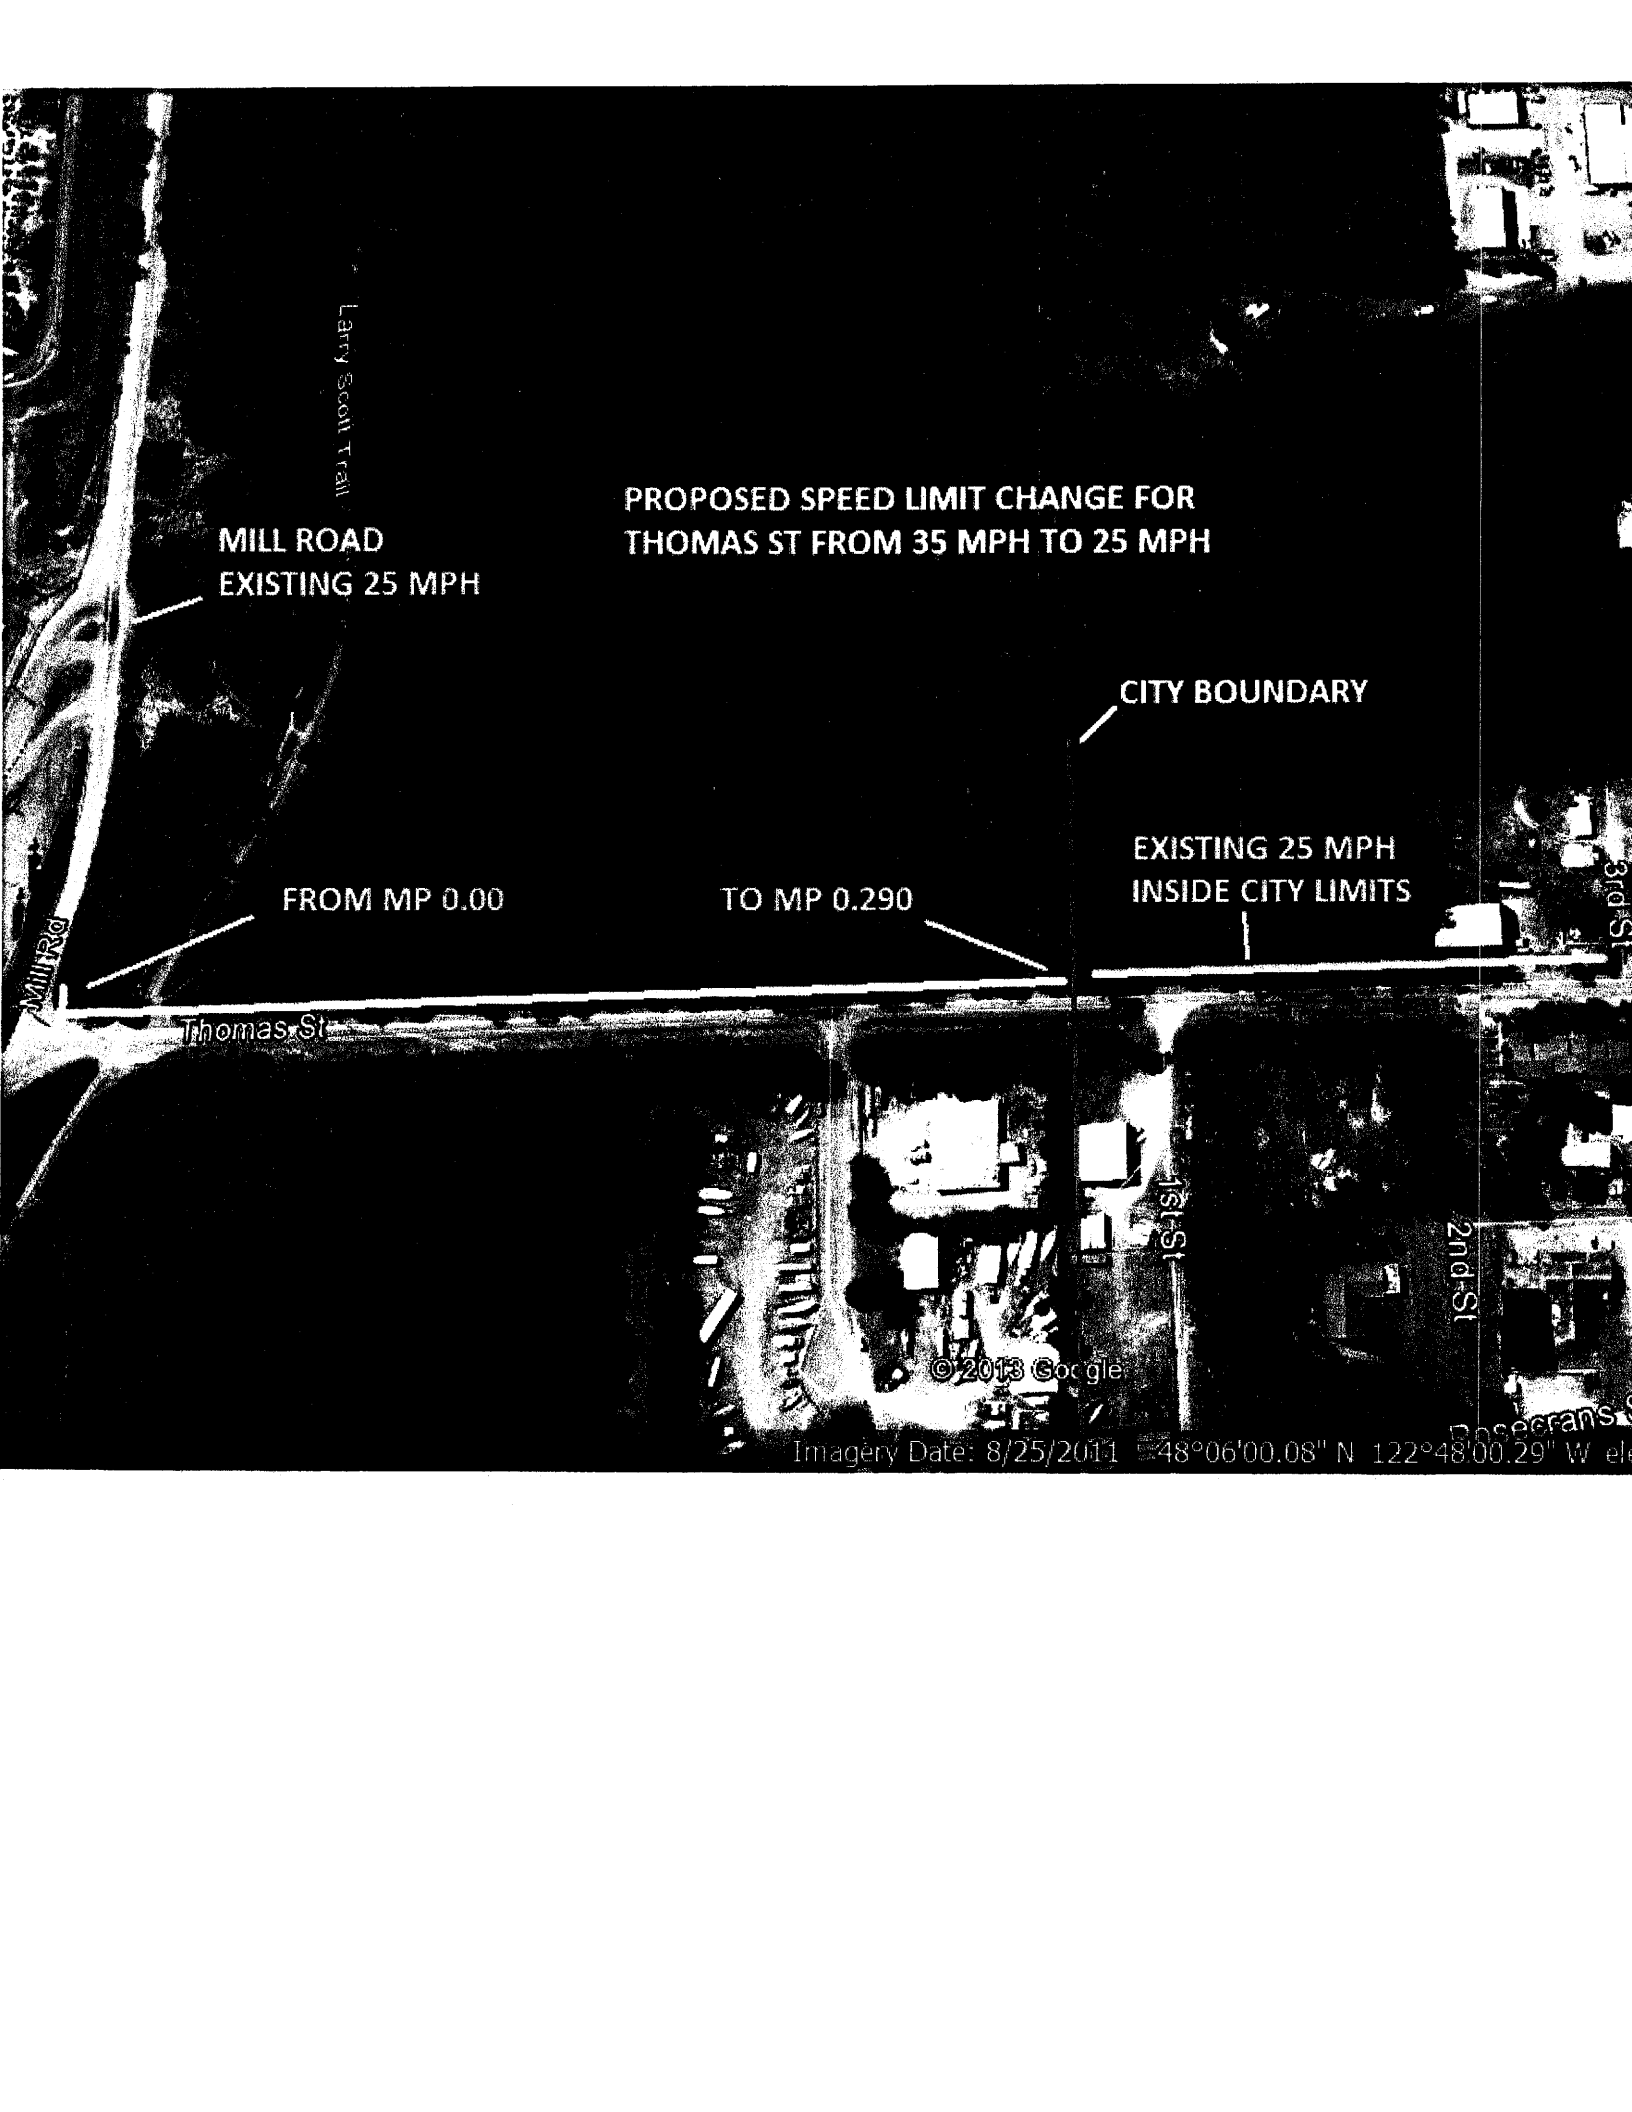 Larry Scott Trail
PROPOSED SPEED LIMIT CHANGE FOR
THOMAS ST FROM 35 MPH TO 25 MPH
MILL ROAD
EXISTING 25 MPH
CITY BOUNDARY
EXISTING 25 MPH
INSIDE CITY LIMITS
FROM MP 0.00
TO MP 0.290
3rd St
Mill Rd
Thomas St
1st St
2nd St
© 2013 Google
Rosecrans
Imagery Date: 8/25/2011 48°06'00.08" N 122°48'00.29" W ele